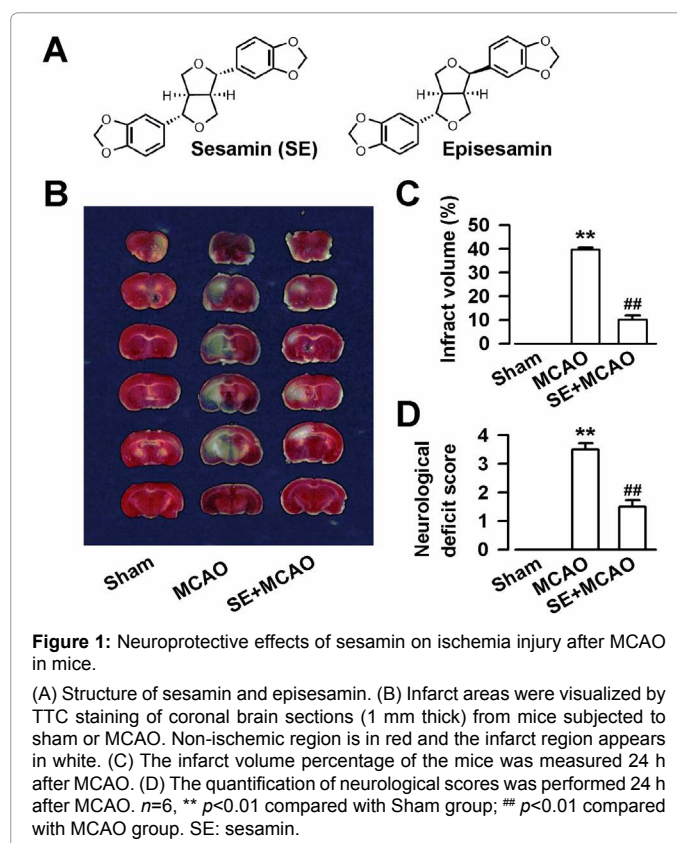 A
O
O
O
H
H
O
O
O
Sesamin (SE)
O
O
O
H
H
O
O
O
Episesamin
B
Sham
MCAO
SE+MCAO
C
Infract volume (%)
50
40
30
20
10
0
**
##
Sham
MCAO
SE+MCAO
D
Neurological
deficit score
4
3
2
1
0
**
##
Sham
MCAO
SE+MCAO
Figure 1: Neuroprotective effects of sesamin on ischemia injury after MCAO
in mice.
(A) Structure of sesamin and episesamin. (B) Infarct areas were visualized by
TTC staining of coronal brain sections (1 mm thick) from mice subjected to
sham or MCAO. Non-ischemic region is in red and the infarct region appears
in white. (C) The infarct volume percentage of the mice was measured 24 h
after MCAO. (D) The quantification of neurological scores was performed 24 h
after MCAO. n=6, ** p<0.01 compared with Sham group; ## p<0.01 compared
with MCAO group. SE: sesamin.